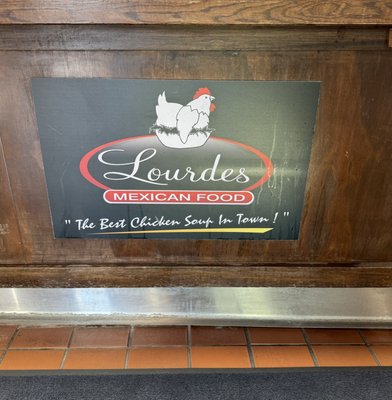 Lourdes
MEXICAN FOOD
" The Best Chicken Soup In Town ! "